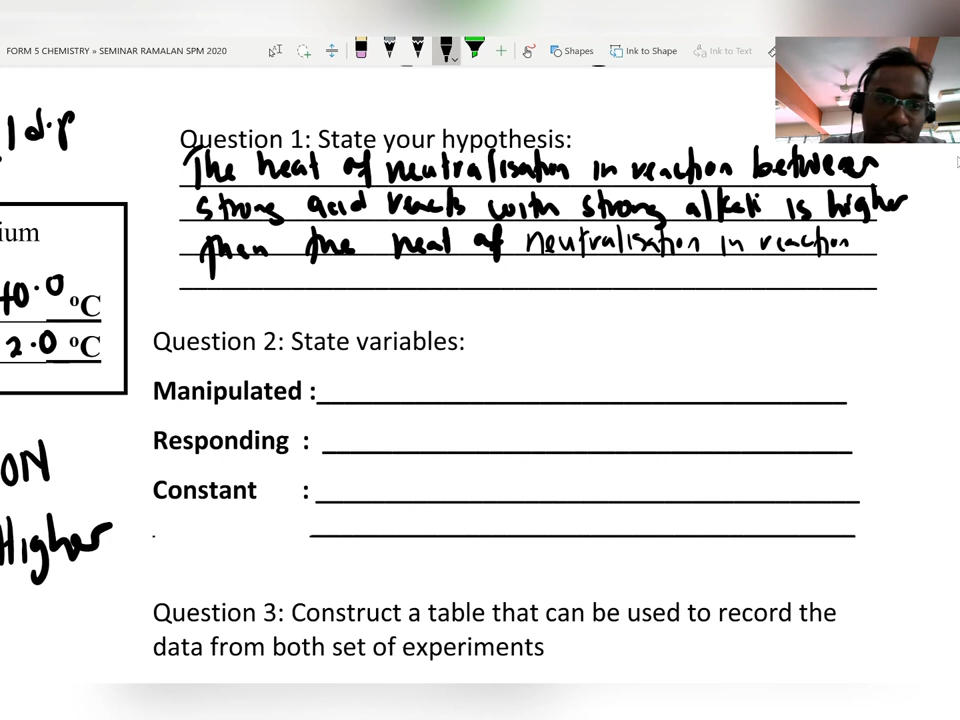 FORM 5 CHEMISTRY » SEMINAR RAMALAN SPM 2020
Shapes
Ink to Shape
Ink to Text
1 d.p
ium
40.0 °C
2.0 °C
ON
Higher
Question 1: State your hypothesis:
The heat of neutralisation in reaction between
strong acid reacts with strong alkali is higher
then the heat of neutralisation in reaction
Question 2: State variables:
Manipulated :
Responding :
Constant :
Question 3: Construct a table that can be used to record the
data from both set of experiments